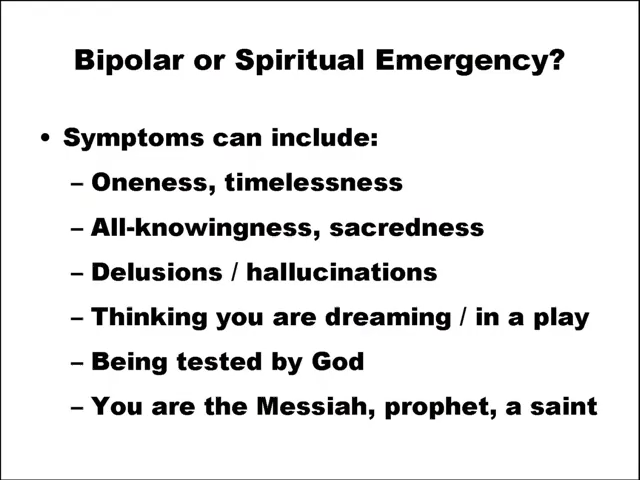 Bipolar or Spiritual Emergency?
• Symptoms can include:
– Oneness, timelessness
– All-knowingness, sacredness
– Delusions / hallucinations
– Thinking you are dreaming / in a play
– Being tested by God
– You are the Messiah, prophet, a saint